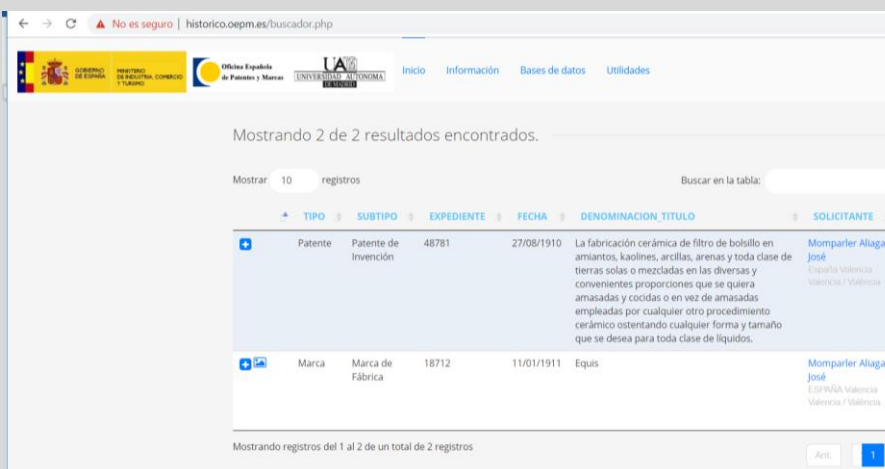 No es seguro | historico.oepm.es/buscador.php
GOBIERNO DE ESPAÑA
MINISTERIO DE INDUSTRIA, COMERCIO Y TURISMO
Oficina Española
de Patentes y Marcas
UAM
UNIVERSIDAD AUTONOMA
DE MADRID
Inicio Información Bases de datos Utilidades
Mostrando 2 de 2 resultados encontrados.
Mostrar 10 registros Buscar en la tabla:
TIPO SUBTIPO EXPEDIENTE FECHA DENOMINACION_TITULO SOLICITANTE
Patente Patente de Invención 48781 27/08/1910 La fabricación cerámica de filtro de bolsillo en
amiantos, kaolines, arcillas, arenas y toda clase de
tierras solas o mezcladas en las diversas y
convenientes proporciones que se quiera
amasadas y cocidas o en vez de amasadas
empleadas por cualquier otro procedimiento
cerámico ostentando cualquier forma y tamaño
que se desea para toda clase de líquidos.
Momparler Aliaga
José
España Valencia
Valencia / València
Marca Marca de Fábrica 18712 11/01/1911 Equis
Momparler Aliaga
José
ESPAÑA Valencia
Valencia / València
Mostrando registros del 1 al 2 de un total de 2 registros
Ant. 1